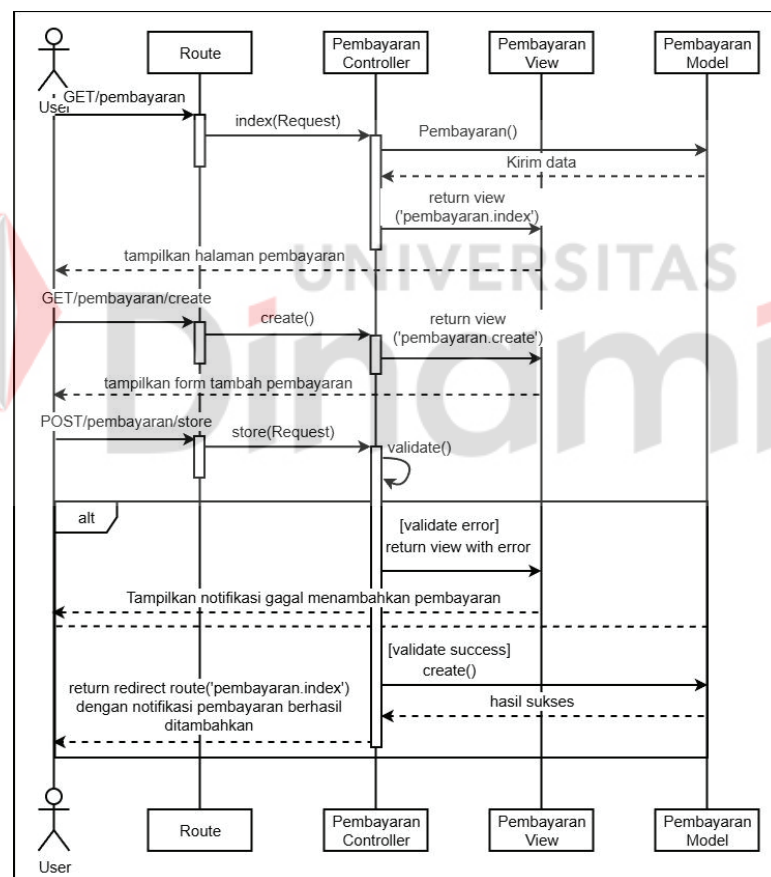 Route
Pembayaran
Controller
Pembayaran
View
Pembayaran
Model
User
GET/pembayaran
index(Request)
Pembayaran()
Kirim data
return view
('pembayaran.index')
tampilkan halaman pembayaran
UNIVERSITAS
Dinami
GET/pembayaran/create
create()
return view
('pembayaran.create')
tampilkan form tambah pembayaran
POST/pembayaran/store
store(Request)
validate()
alt
[validate error]
return view with error
Tampilkan notifikasi gagal menambahkan pembayaran
[validate success]
create()
return redirect route('pembayaran.index')
dengan notifikasi pembayaran berhasil
ditambahkan
hasil sukses
User
Route
Pembayaran
Controller
Pembayaran
View
Pembayaran
Model